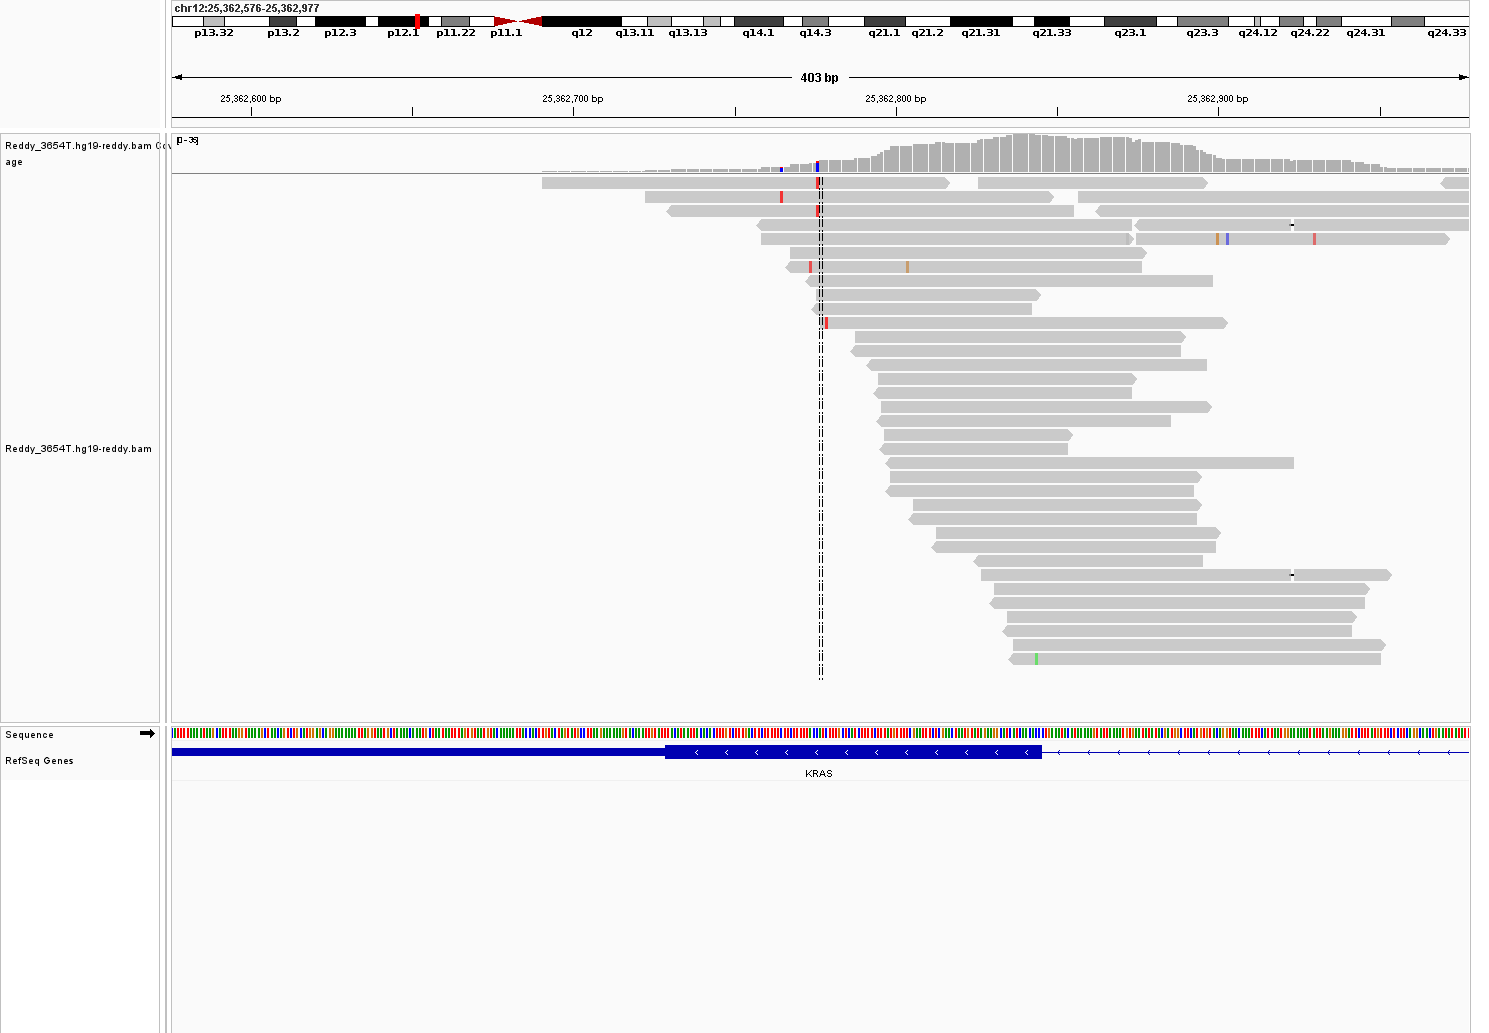 chr12:25,362,576-25,362,977
p13.32 p13.2 p12.3 p12.1 p11.22 p11.1 q12 q13.11 q13.13 q14.1 q14.3 q21.1 q21.2 q21.31 q21.33 q23.1 q23.3 q24.12 q24.22 q24.31 q24.33
403 bp
25,362,600 bp 25,362,700 bp 25,362,800 bp 25,362,900 bp
Reddy_3654T.hg19-reddy.bam Cov
age
Reddy_3654T.hg19-reddy.bam
Sequence
RefSeq Genes
KRAS